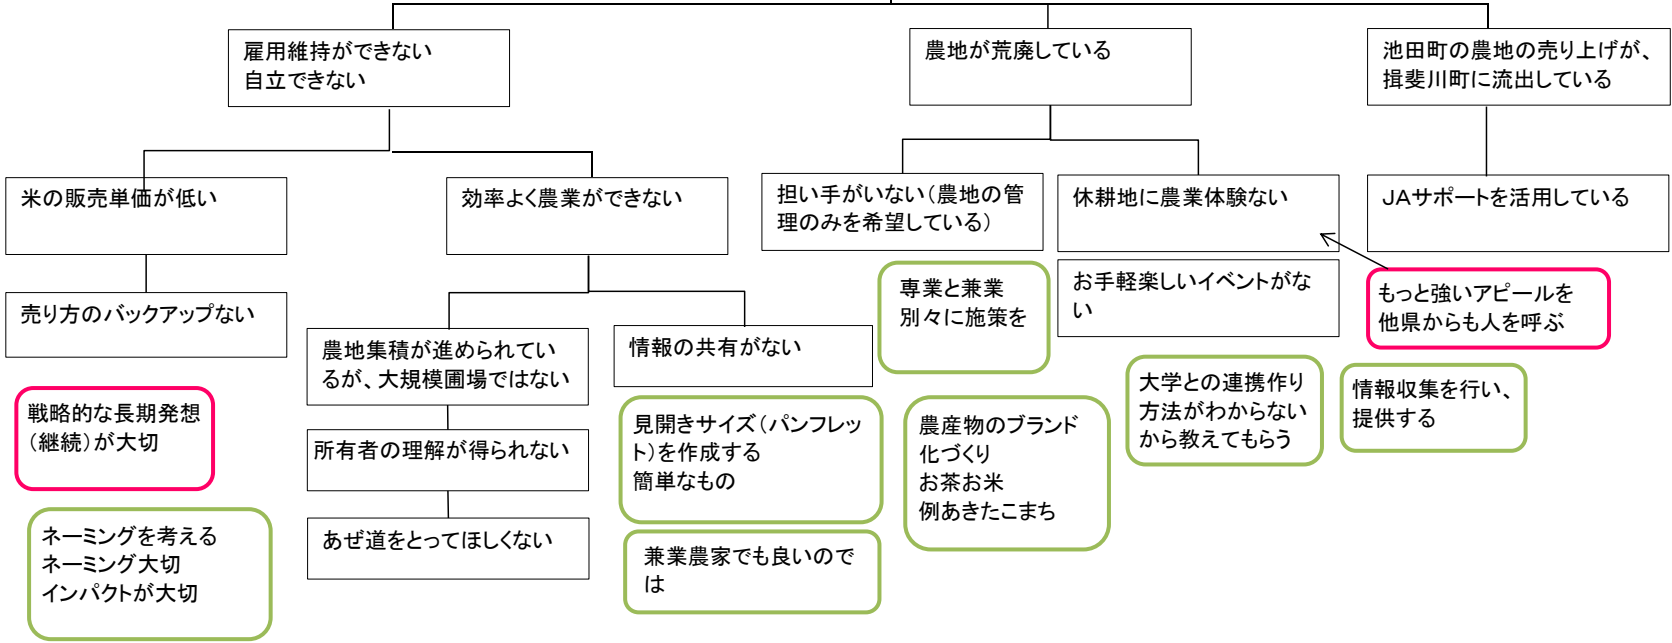 雇用維持ができない
自立できない
農地が荒廃している
池田町の農地の売り上げが、
揖斐川町に流出している
米の販売単価が低い
効率よく農業ができない
担い手がいない(農地の管
理のみを希望している)
休耕地に農業体験ない
JAサポートを活用している
売り方のバックアップない
農地集積が進められてい
るが、大規模圃場ではない
情報の共有がない
専業と兼業
別々に施策を
お手軽楽しいイベントがな
い
もっと強いアピールを
他県からも人を呼ぶ
戦略的な長期発想
(継続)が大切
所有者の理解が得られない
見開きサイズ(パンフレッ
ト)を作成する
簡単なもの
農産物のブランド
化づくり
お茶お米
例あきたこまち
大学との連携作り
方法がわからない
から教えてもらう
情報収集を行い、
提供する
ネーミングを考える
ネーミング大切
インパクトが大切
あぜ道をとってほしくない
兼業農家でも良いので
は